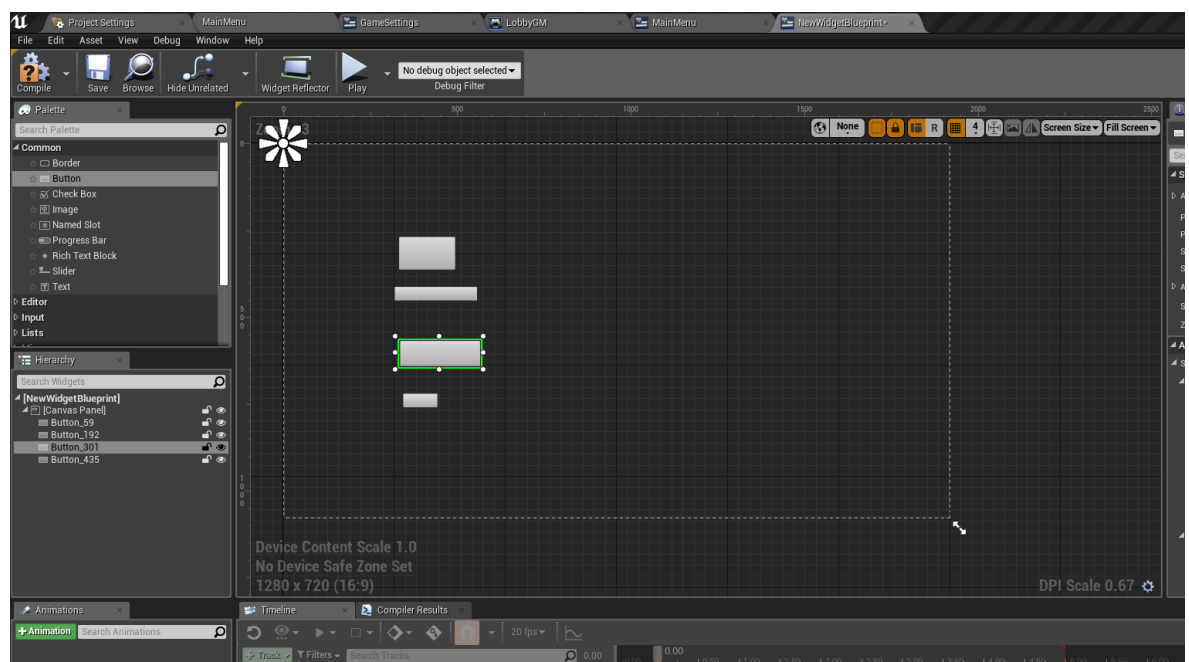 Project Settings
MainMenu
GameSettings
LobbyGM
MainMenu
NewWidgetBlueprint*
File Edit Asset View Debug Window Help
Compile
Save
Browse
Hide Unrelated
Widget Reflector
Play
No debug object selected
Debug Filter
Palette
Search Palette
Common
Border
Button
Check Box
Image
Named Slot
Progress Bar
Rich Text Block
Slider
Text
Editor
Input
Lists
Hierarchy
Search Widgets
[NewWidgetBlueprint]
[Canvas Panel]
Button_59
Button_192
Button_301
Button_435
Animations
+Animation
Search Animations
0 500 1000 1500 2000 2500
None
R
4
Screen Size
Fill Screen
0
500
1000
Device Content Scale 1.0
No Device Safe Zone Set
1280 x 720 (16:9)
DPI Scale 0.67
Timeline
Compiler Results
20 fps
+ Track
Filters
Search Tracks
0.00
0.00